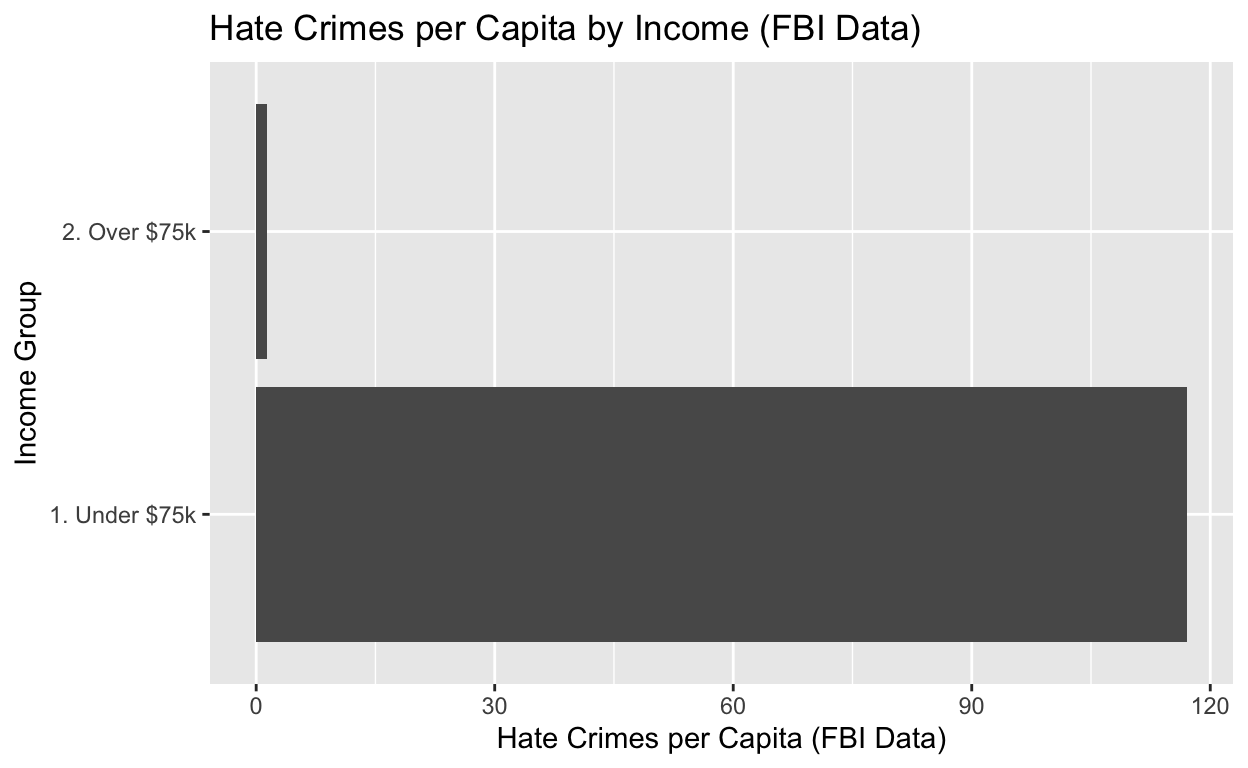 Hate Crimes per Capita by Income (FBI Data)
Income Group
2. Over $75k
1. Under $75k
0 30 60 90 120
Hate Crimes per Capita (FBI Data)